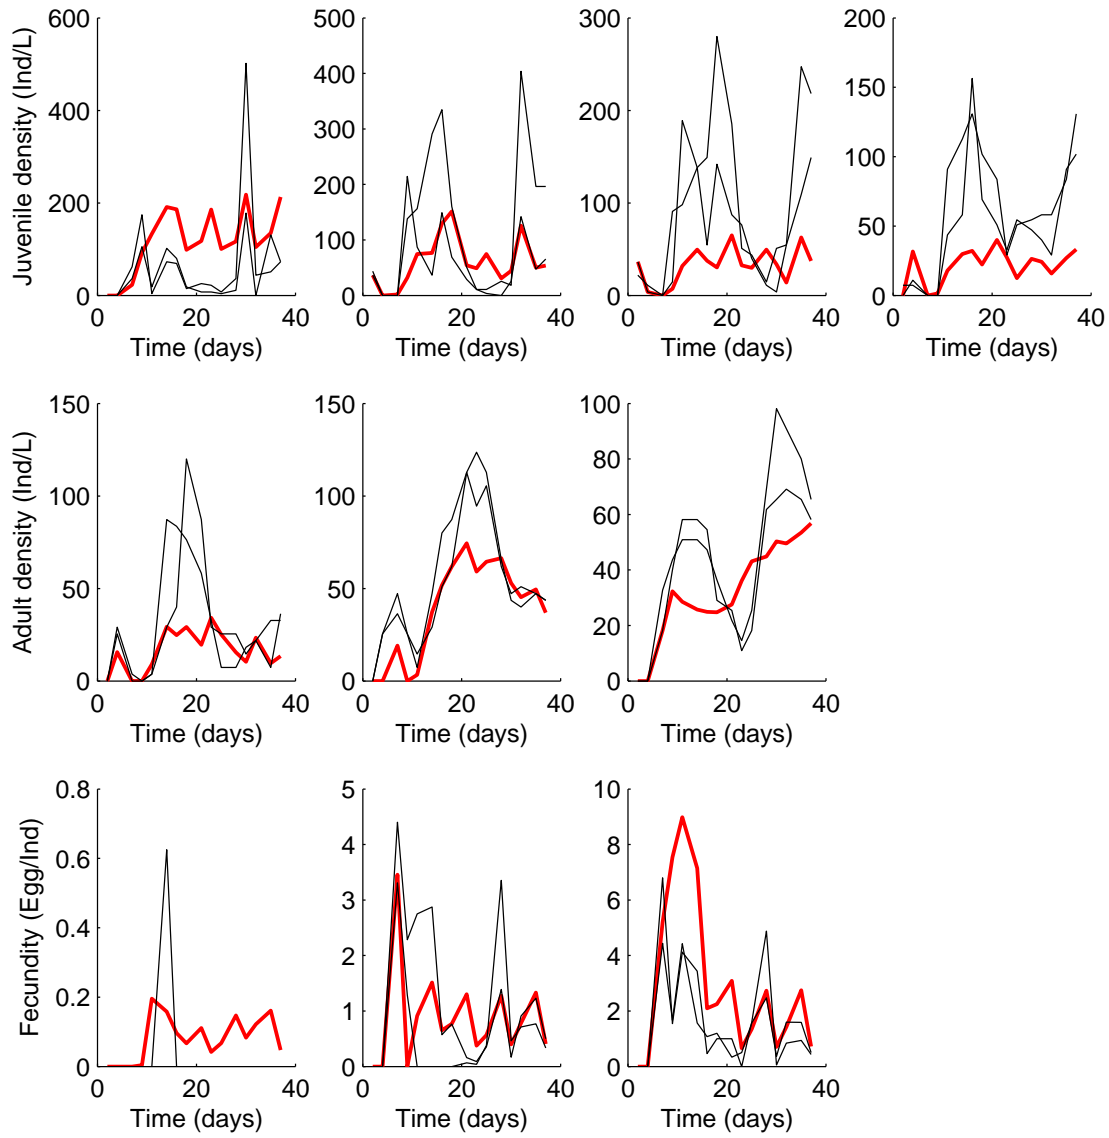 Juvenile density (Ind/L)
600
400
200
0
0 20 40
Time (days)
500
400
300
200
100
0
0 20 40
Time (days)
300
200
100
0
0 20 40
Time (days)
200
150
100
50
0
0 20 40
Time (days)
Adult density (Ind/L)
150
100
50
0
0 20 40
Time (days)
150
100
50
0
0 20 40
Time (days)
100
80
60
40
20
0
0 20 40
Time (days)
Fecundity (Egg/Ind)
0.8
0.6
0.4
0.2
0
0 20 40
Time (days)
5
4
3
2
1
0
0 20 40
Time (days)
10
8
6
4
2
0
0 20 40
Time (days)